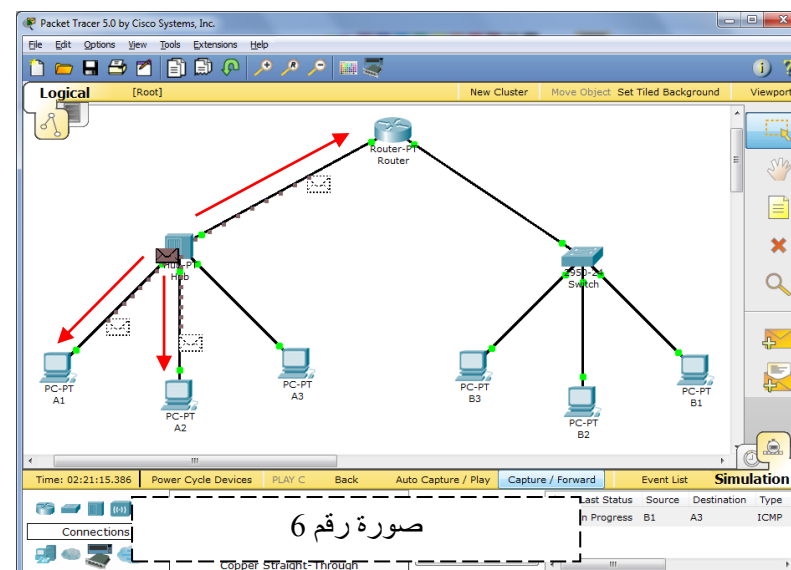 Packet Tracer 5.0 by Cisco Systems, Inc.
File Edit Options View Tools Extensions Help
Logical [Root] New Cluster Move Object Set Tiled Background Viewport
Router-PT
Router
Hub-PT
Hub
2950-24
Switch
PC-PT
A1
PC-PT
A2
PC-PT
A3
PC-PT
B3
PC-PT
B2
PC-PT
B1
Time: 02:21:15.386 Power Cycle Devices PLAY C Back Auto Capture / Play Capture / Forward Event List Simulation
Last Status Source Destination Type
n Progress B1 A3 ICMP
Connections
صورة رقم 6
Copper Straight-Through